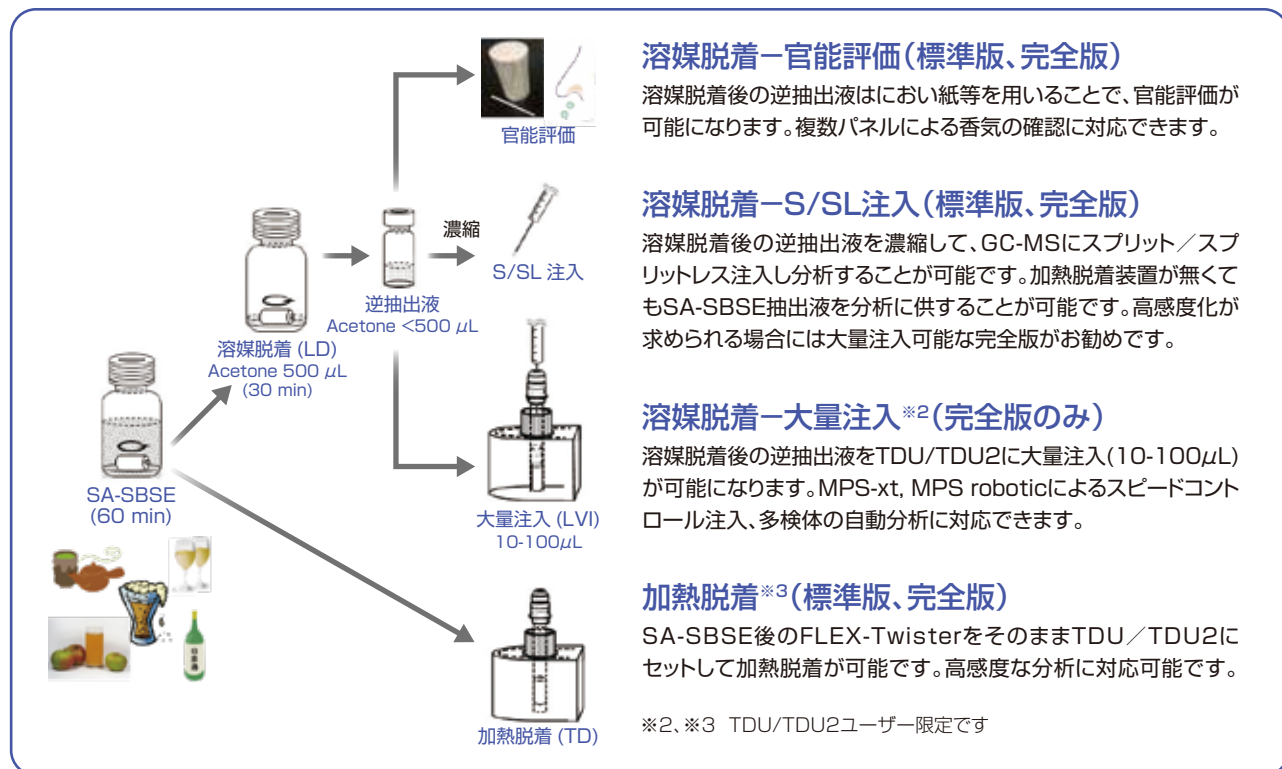 溶媒脱着−官能評価(標準版、完全版)
溶媒脱着後の逆抽出液はにおい紙等を用いることで、官能評価が
可能になります。複数パネルによる香気の確認に対応できます。
溶媒脱着−S/SL注入(標準版、完全版)
溶媒脱着後の逆抽出液を濃縮して、GC-MSにスプリット／スプ
リットレス注入し分析することが可能です。加熱脱着装置が無くて
もSA-SBSE抽出液を分析に供することが可能です。高感度化が
求められる場合には大量注入可能な完全版がお勧めです。
溶媒脱着−大量注入※2(完全版のみ)
溶媒脱着後の逆抽出液をTDU/TDU2に大量注入(10-100μL)
が可能になります。MPS-xt, MPS roboticによるスピードコント
ロール注入、多検体の自動分析に対応できます。
加熱脱着※3(標準版、完全版)
SA-SBSE後のFLEX-TwisterをそのままTDU／TDU2に
セットして加熱脱着が可能です。高感度な分析に対応可能です。
※2、※3 TDU/TDU2ユーザー限定です
官能評価
濃縮
S/SL 注入
逆抽出液
Acetone <500 μL
溶媒脱着 (LD)
Acetone 500 μL
(30 min)
SA-SBSE
(60 min)
大量注入 (LVI)
10-100μL
加熱脱着 (TD)
日本酒